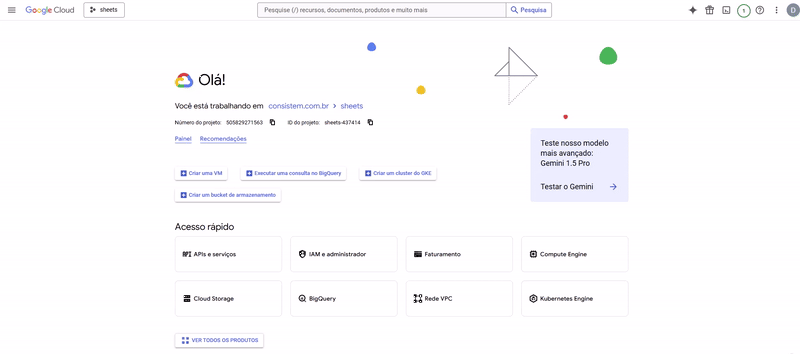 Google Cloud
sheets
Pesquise (/) recursos, documentos, produtos e muito mais
Pesquisa
1
D
Olá!
Você está trabalhando em consistem.com.br > sheets
Número do projeto: 505829271563 ID do projeto: sheets-437414
Painel Recomendações
Teste nosso modelo
mais avançado:
Gemini 1.5 Pro
Testar o Gemini
Criar uma VM
Executar uma consulta no BigQuery
Criar um cluster do GKE
Criar um bucket de armazenamento
Acesso rápido
API APIs e serviços
IAM e administrador
Faturamento
Compute Engine
Cloud Storage
BigQuery
Rede VPC
Kubernetes Engine
VER TODOS OS PRODUTOS